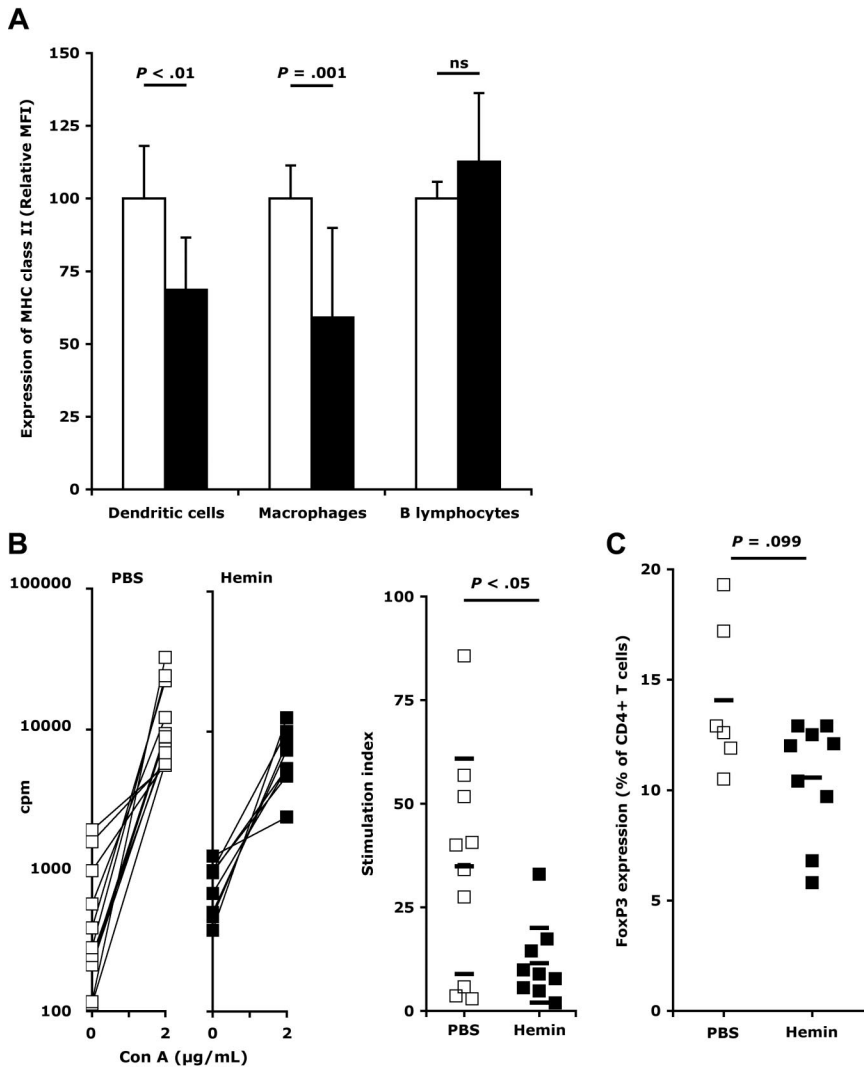 A
Expression of MHC class II (Relative MFI)
150
125
100
75
50
25
0
P < .01
P = .001
ns
Dendritic cells Macrophages B lymphocytes
B
PBS Hemin
cpm
100000
10000
1000
100
0 2 0 2
Con A (µg/mL)
P < .05
Stimulation index
100
75
50
25
0
PBS Hemin
C
P = .099
FoxP3 expression (% of CD4+ T cells)
20
15
10
5
0
PBS Hemin